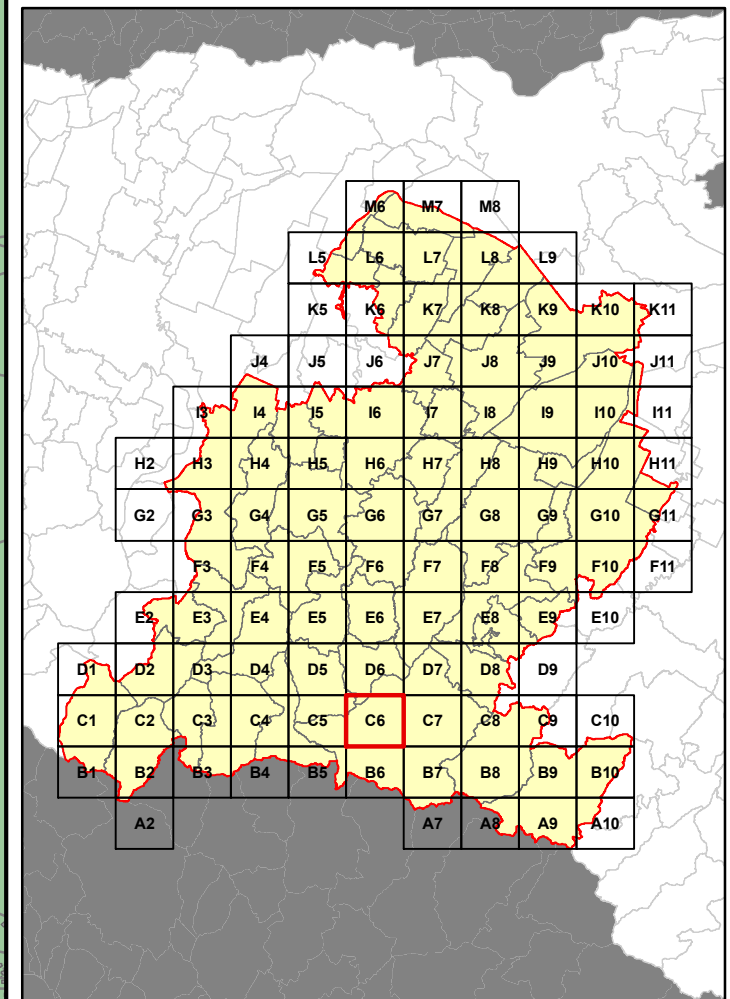 M6 M7 M8
L5 L6 L7 L8 L9
K5 K6 K7 K8 K9 K10 K11
J4 J5 J6 J7 J8 J9 J10 J11
I3 I4 I5 I6 I7 I8 I9 I10 I11
H2 H3 H4 H5 H6 H7 H8 H9 H10 H11
G2 G3 G4 G5 G6 G7 G8 G9 G10 G11
F3 F4 F5 F6 F7 F8 F9 F10 F11
E2 E3 E4 E5 E6 E7 E8 E9 E10
D1 D2 D3 D4 D5 D6 D7 D8 D9
C1 C2 C3 C4 C5 C6 C7 C8 C9 C10
B1 B2 B3 B4 B5 B6 B7 B8 B9 B10
A2 A7 A8 A9 A10